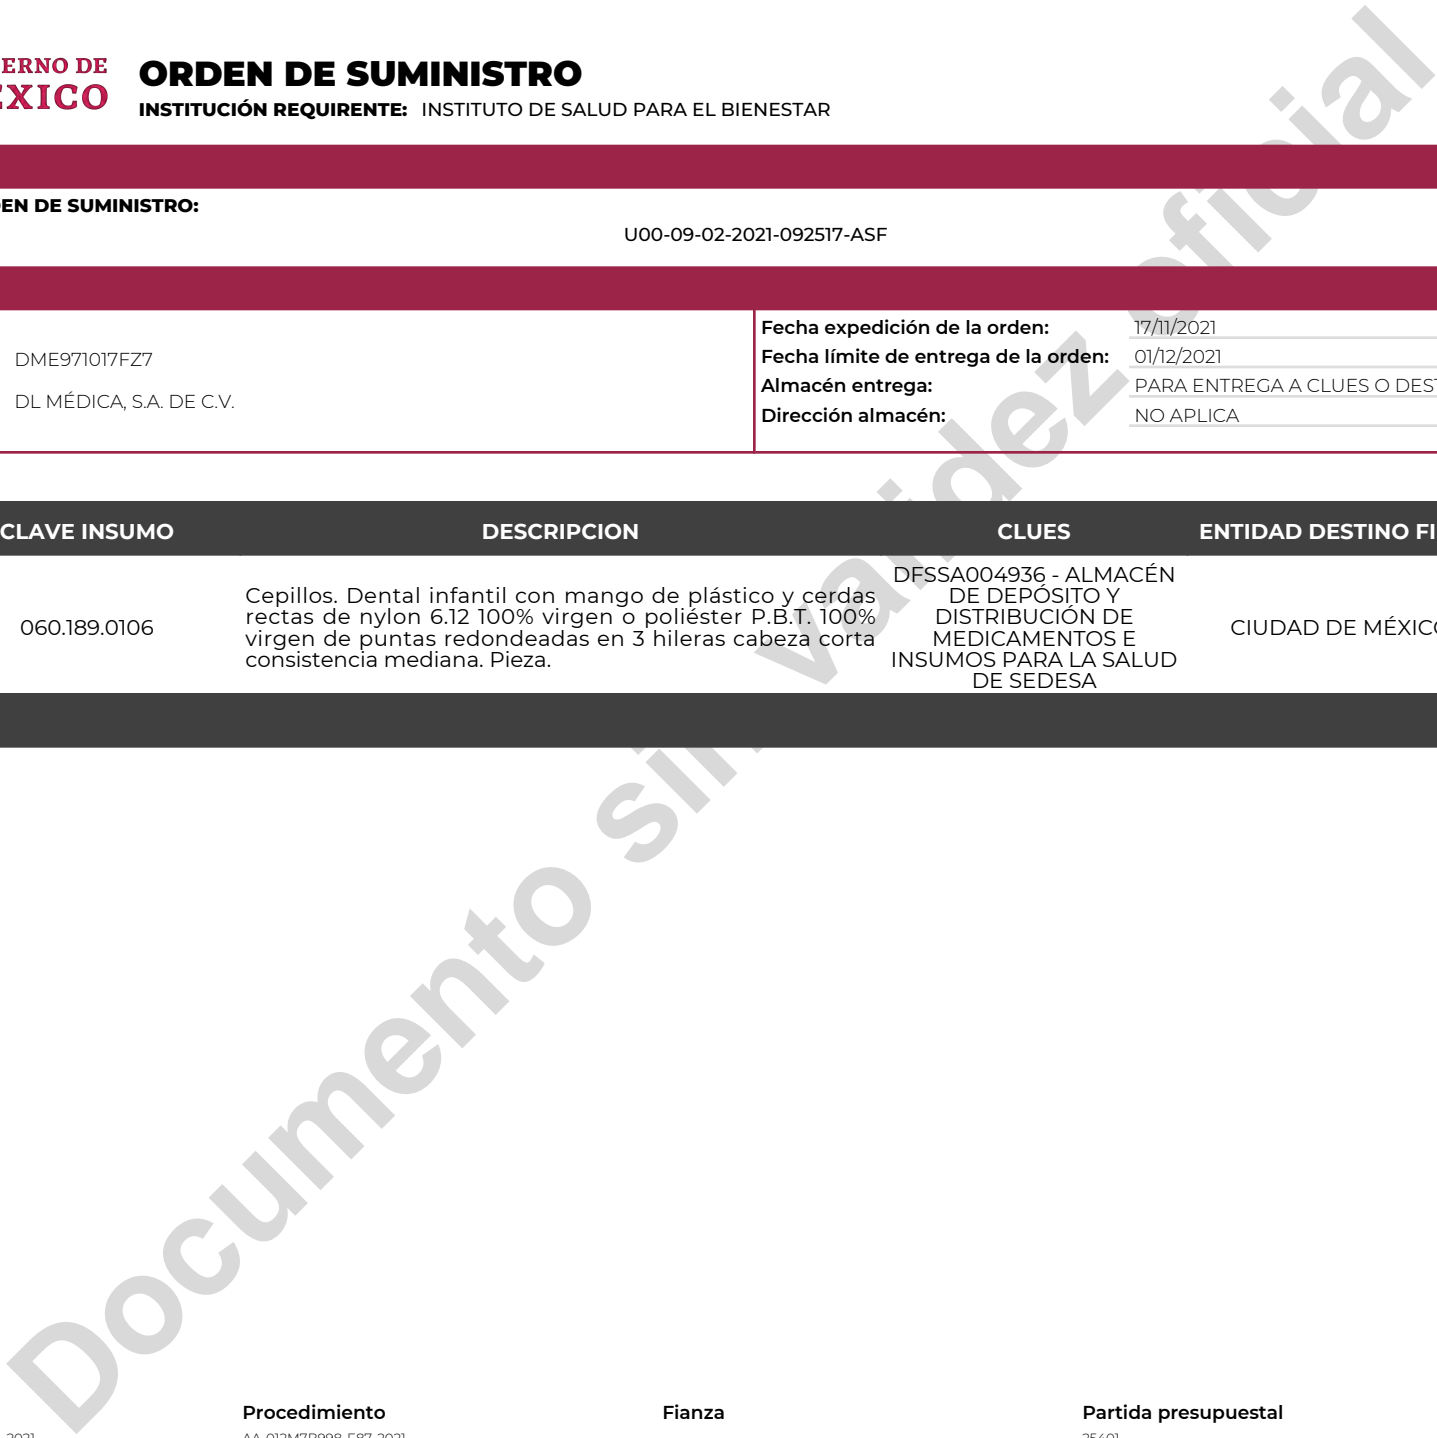 ERNO DE
ÉXICO
ORDEN DE SUMINISTRO
INSTITUCIÓN REQUIRENTE: INSTITUTO DE SALUD PARA EL BIENESTAR
EN DE SUMINISTRO:
U00-09-02-2021-092517-ASF
DME971017FZ7
DL MÉDICA, S.A. DE C.V.
Fecha expedición de la orden: 17/11/2021
Fecha límite de entrega de la orden: 01/12/2021
Almacén entrega: PARA ENTREGA A CLUES O DEST
Dirección almacén: NO APLICA
CLAVE INSUMO DESCRIPCION CLUES ENTIDAD DESTINO FI
060.189.0106
Cepillos. Dental infantil con mango de plástico y cerdas
rectas de nylon 6.12 100% virgen o poliéster P.B.T. 100%
virgen de puntas redondeadas en 3 hileras cabeza corta
consistencia mediana. Pieza.
DFSSA004936 - ALMACÉN
DE DEPÓSITO Y
DISTRIBUCIÓN DE
MEDICAMENTOS E
INSUMOS PARA LA SALUD
DE SEDESA
CIUDAD DE MÉXICO
Documento sin validez oficial
Procedimiento Fianza Partida presupuestal